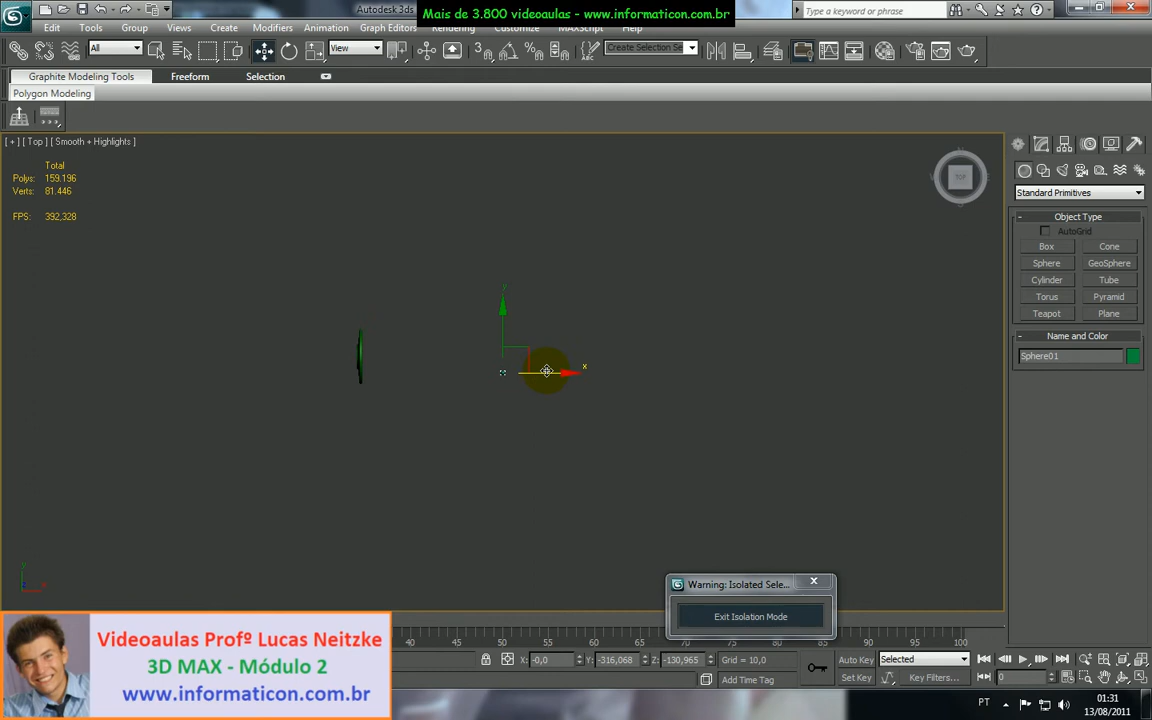 Autodesk 3ds
Mais de 3.800 videoaulas - www.informaticon.com.br
Type a keyword or phrase
Edit Tools Group Views Create Modifiers Animation Graph Editors Rendering Customize MAXScript Help
All
View
Create Selection Se
Graphite Modeling Tools Freeform Selection
Polygon Modeling
[ + ] [ Top ] [ Smooth + Highlights ]
Total
Polys: 159.196
Verts: 81.446
FPS: 392,328
TOP
Standard Primitives
Object Type
AutoGrid
Box Cone
Sphere GeoSphere
Cylinder Tube
Torus Pyramid
Teapot Plane
Name and Color
Sphere01
y
x
Warning: Isolated Sele...
Exit Isolation Mode
40 45 50 55 60 65 70 75 80 85 90 95 100
X: -0,0 Y: -316,068 Z: -130,965 Grid = 10,0
Auto Key Selected
Add Time Tag
Set Key Key Filters...
0
Videoaulas Profº Lucas Neitzke
3D MAX - Módulo 2
www.informaticon.com.br
PT
01:31
13/08/2011